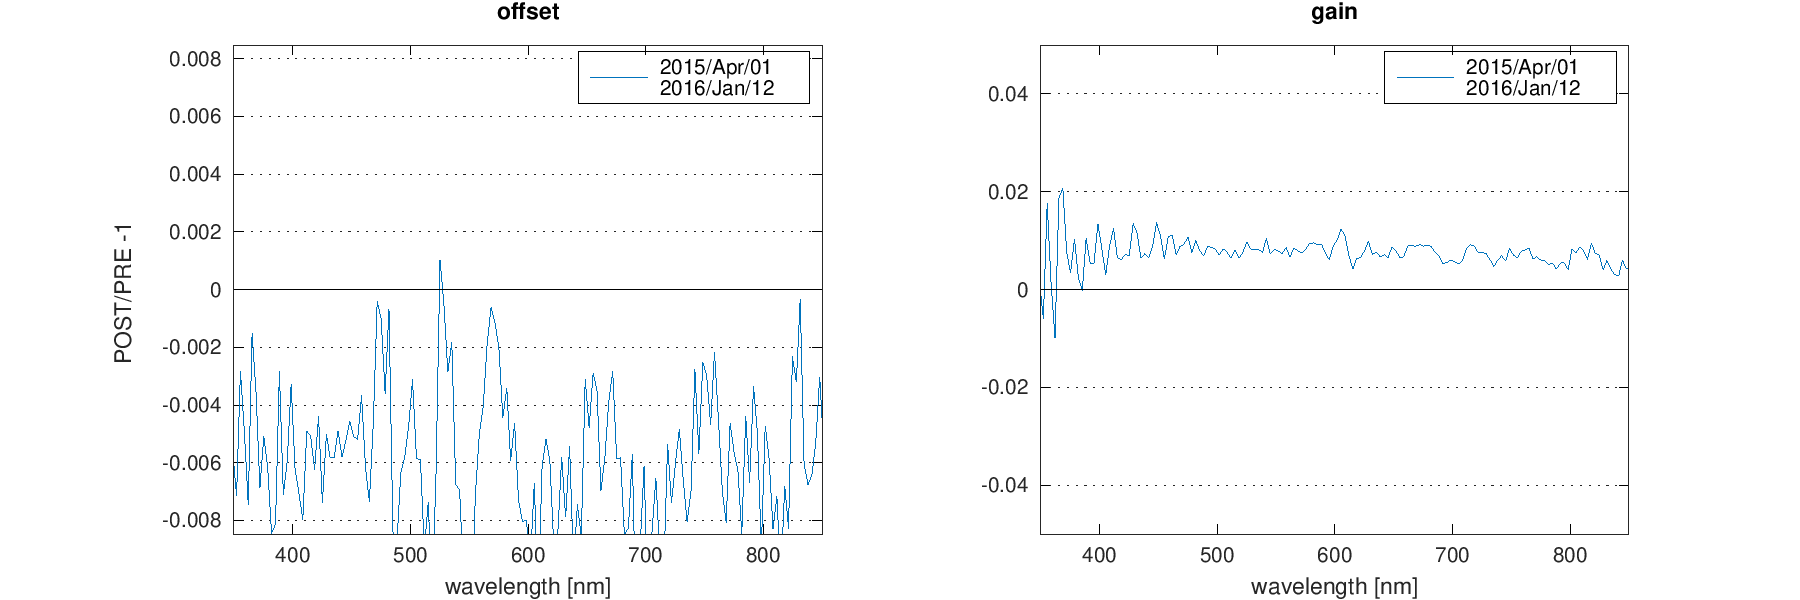 offset
2015/Apr/01
2016/Jan/12
0.008
0.006
0.004
0.002
0
-0.002
-0.004
-0.006
-0.008
POST/PRE -1
400 500 600 700 800
wavelength [nm]
gain
2015/Apr/01
2016/Jan/12
0.04
0.02
0
-0.02
-0.04
400 500 600 700 800
wavelength [nm]